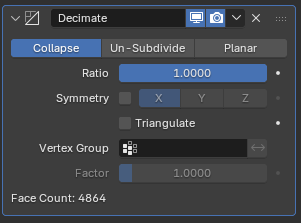 Decimate
Collapse Un-Subdivide Planar
Ratio 1.0000
Symmetry X Y Z
Triangulate
Vertex Group
Factor 1.0000
Face Count: 4864